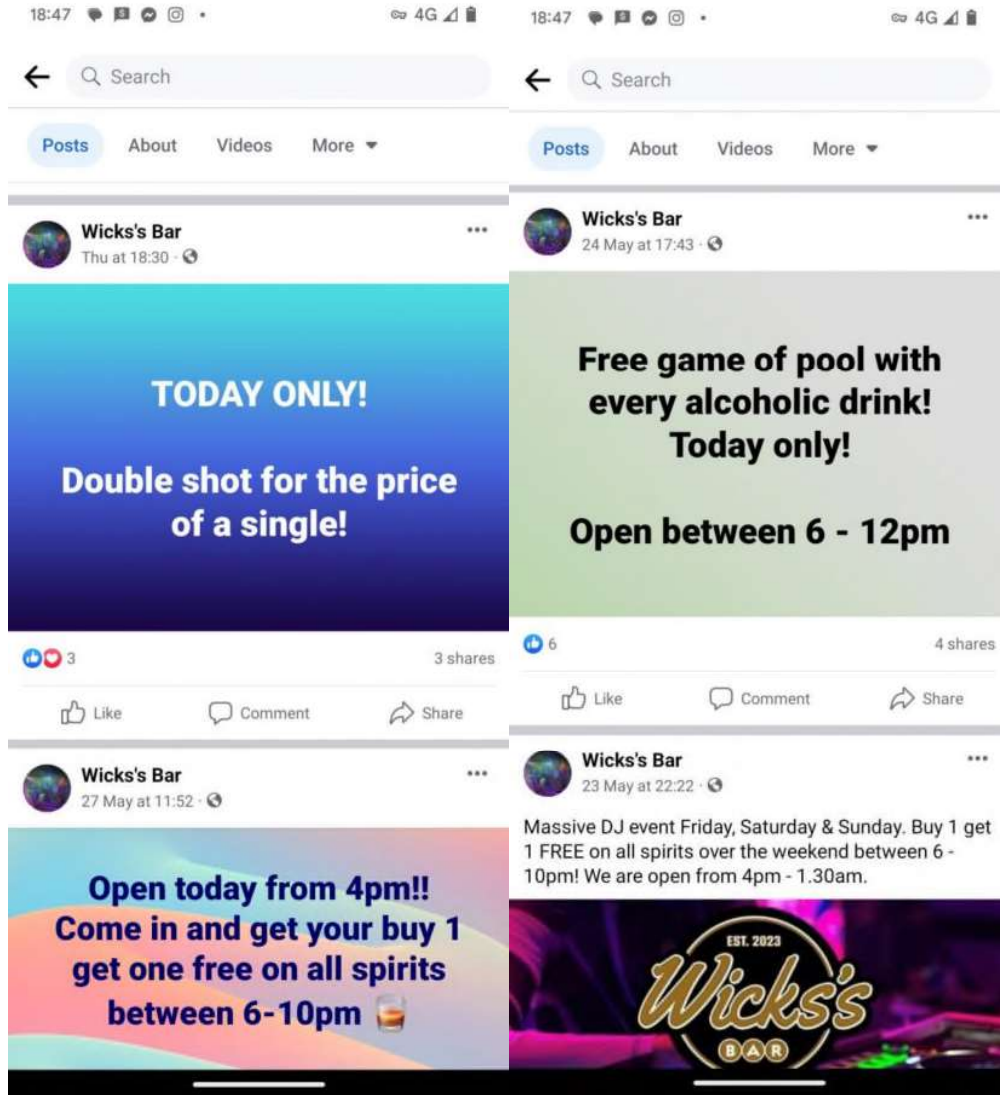 18:47
4G
Search
Posts About Videos More
Wicks's Bar
Thu at 18:30 ·
TODAY ONLY!
Double shot for the price
of a single!
3
3 shares
Like Comment Share
Wicks's Bar
27 May at 11:52 ·
Open today from 4pm!!
Come in and get your buy 1
get one free on all spirits
between 6-10pm 🥃
18:47
4G
Search
Posts About Videos More
Wicks's Bar
24 May at 17:43 ·
Free game of pool with
every alcoholic drink!
Today only!
Open between 6 - 12pm
6
4 shares
Like Comment Share
Wicks's Bar
23 May at 22:22 ·
Massive DJ event Friday, Saturday & Sunday. Buy 1 get
1 FREE on all spirits over the weekend between 6 -
10pm! We are open from 4pm - 1.30am.
EST. 2023
Wicks's
BAR